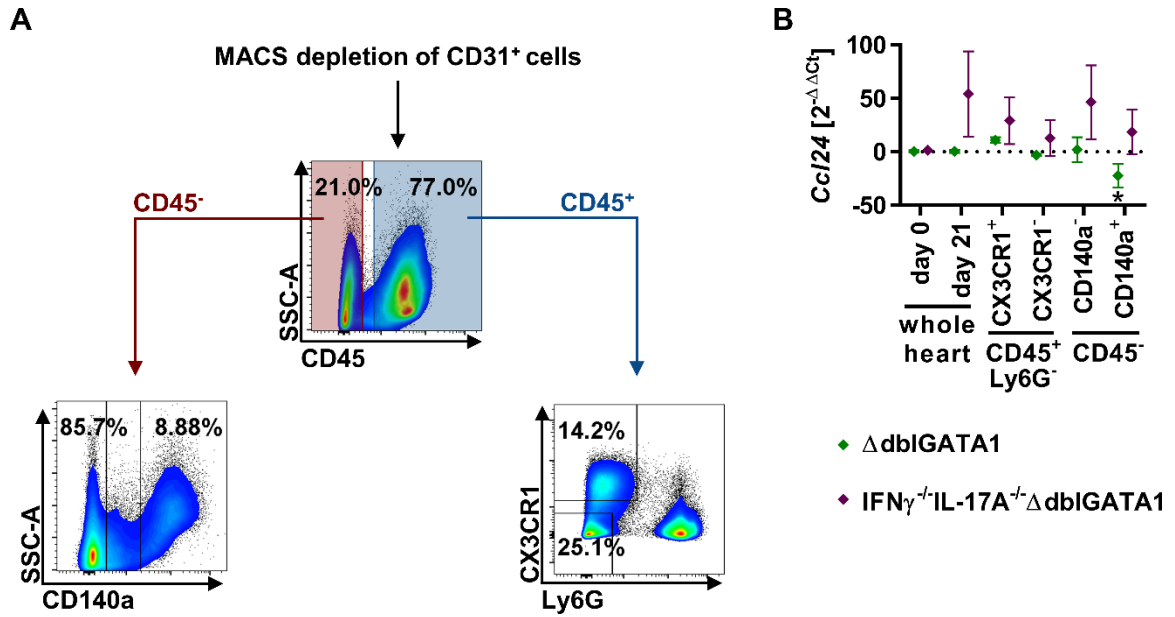 A
MACS depletion of CD31⁺ cells
CD45⁻
21.0%
77.0%
CD45⁺
SSC-A
CD45
85.7%
8.88%
SSC-A
CD140a
14.2%
25.1%
CX3CR1
Ly6G
B
Ccl24 [2^-ΔΔCt]
100
50
0
-50
*
day 0
day 21
CX3CR1⁺
CX3CR1⁻
CD140a⁻
CD140a⁺
whole
heart
CD45⁺
Ly6G⁻
CD45⁻
ΔdblGATA1
IFNγ⁻/⁻IL-17A⁻/⁻ΔdblGATA1